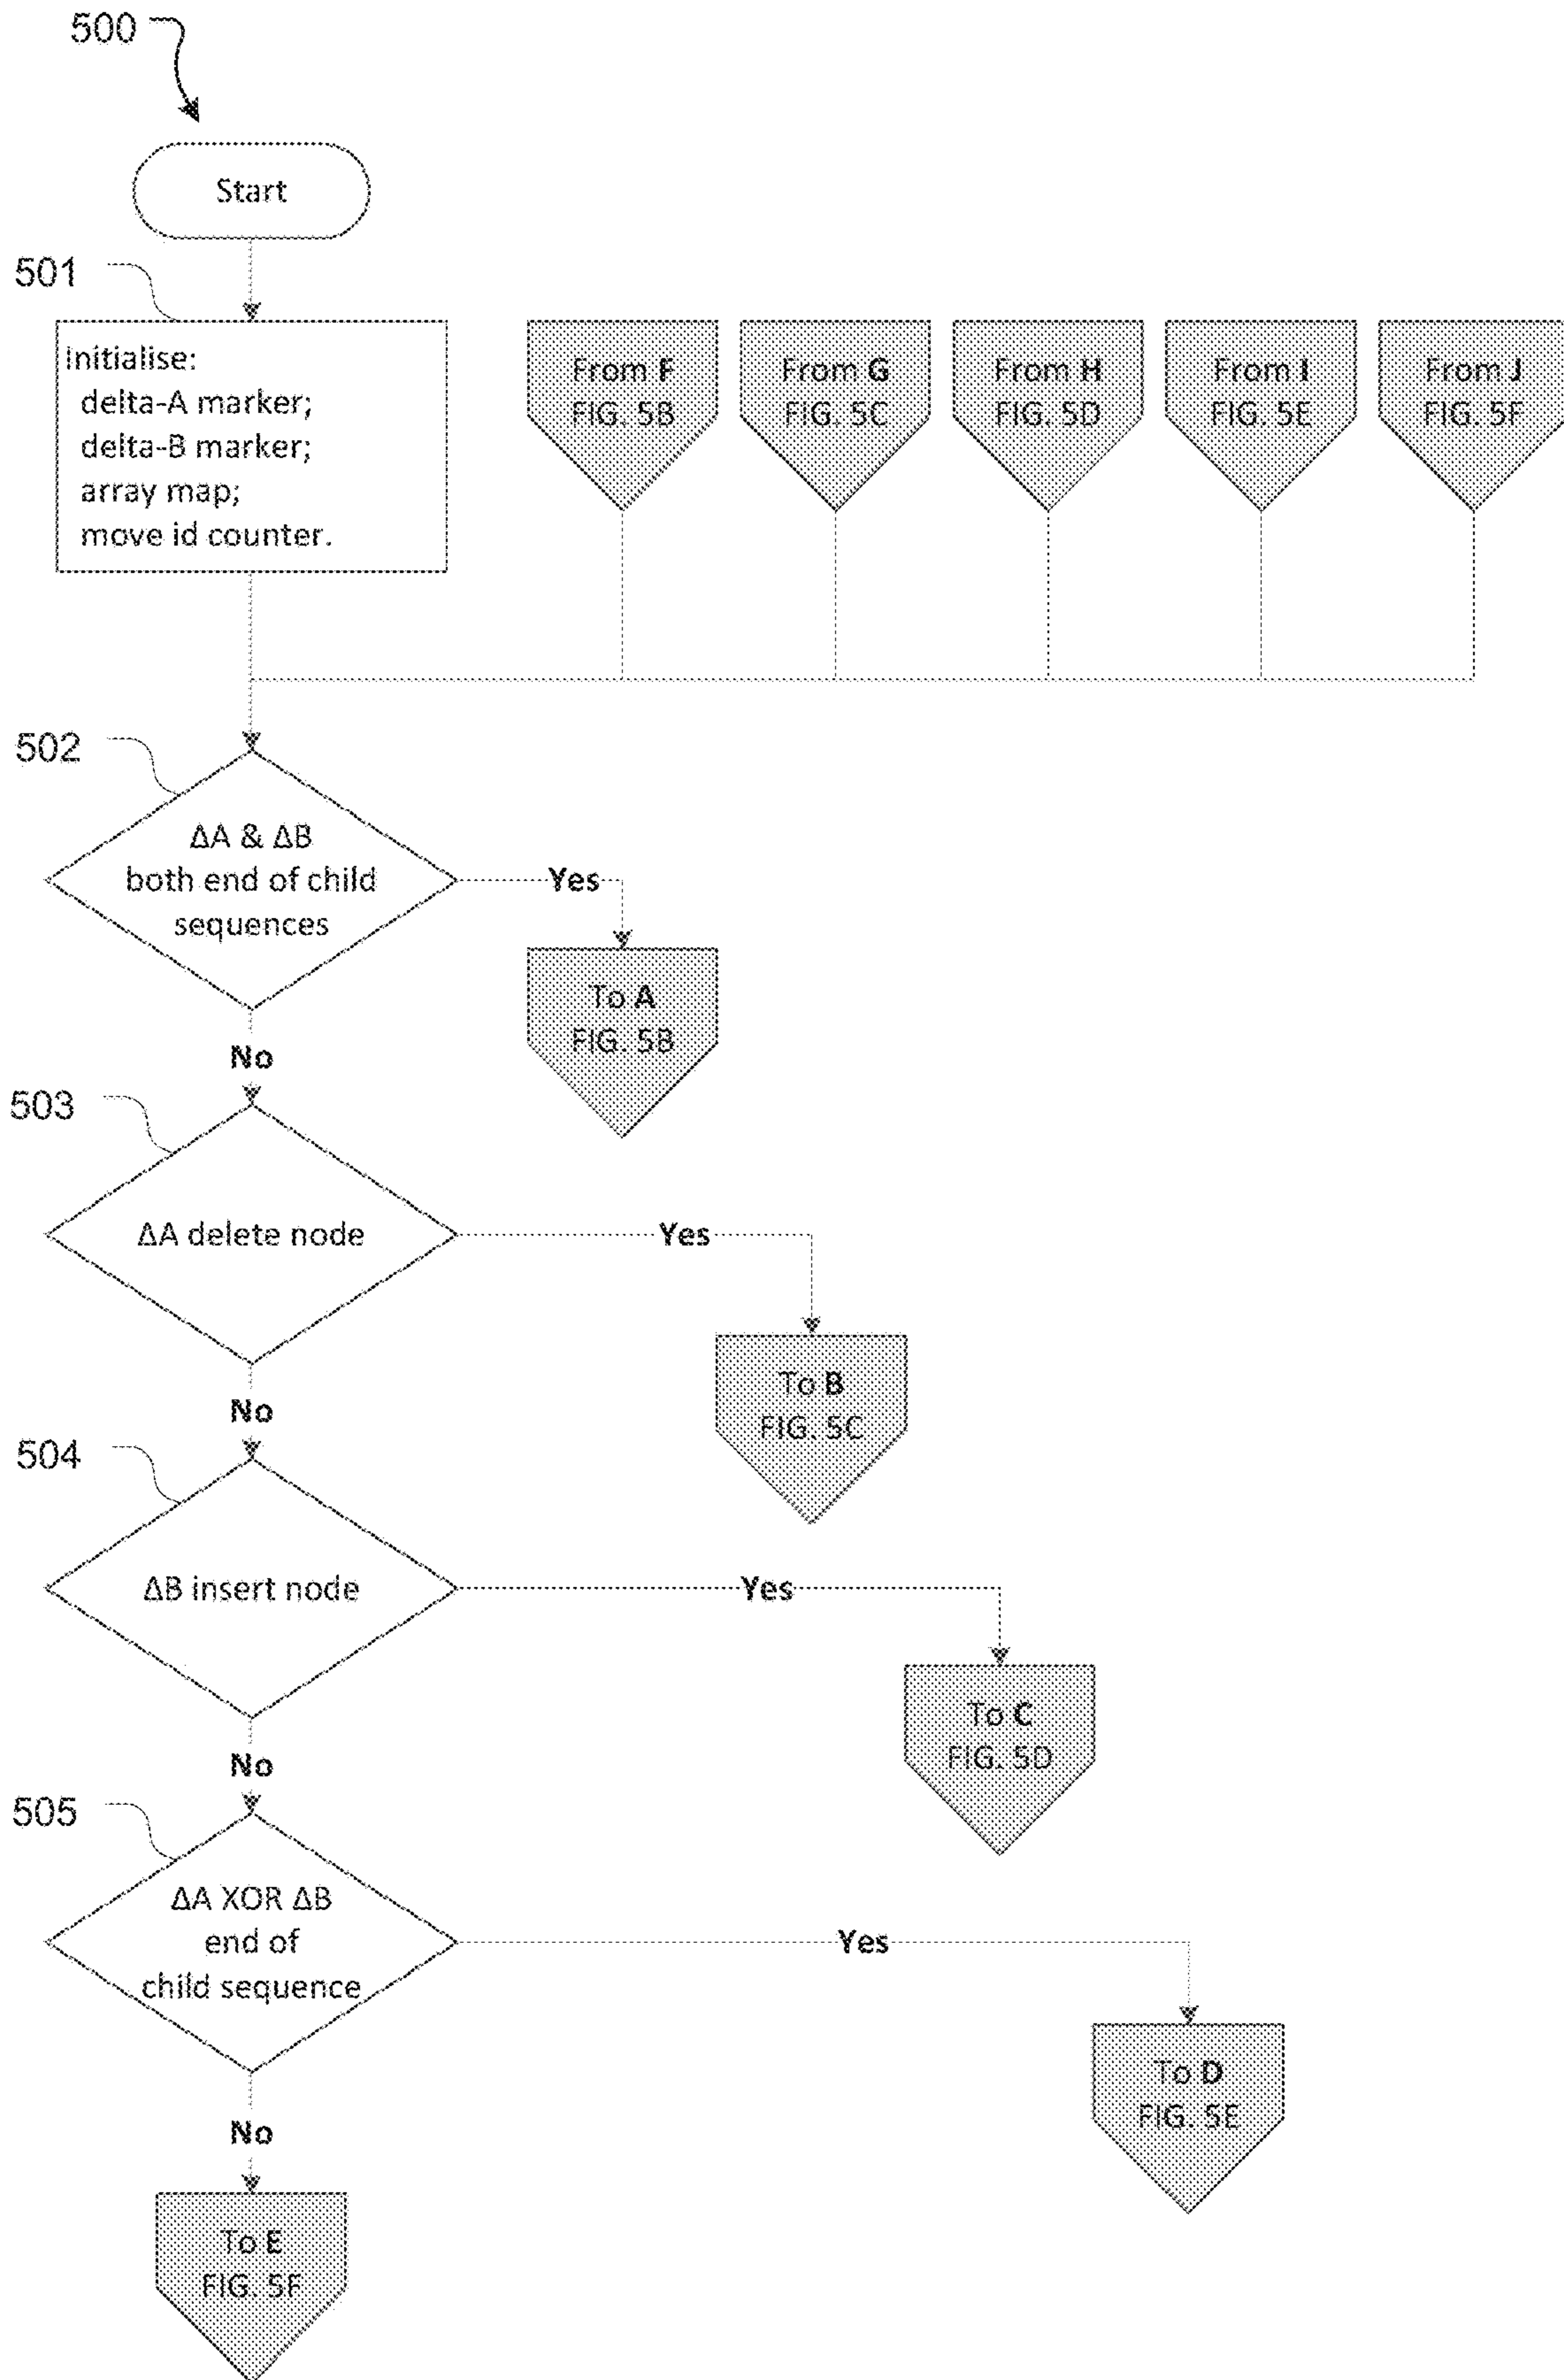 500
Start
501
Initialise:
delta-A marker;
delta-B marker;
array map;
move id counter.
From F
FIG. 5B
From G
FIG. 5C
From H
FIG. 5D
From I
FIG. 5E
From J
FIG. 5F
502
ΔA & ΔB
both end of child
sequences
Yes
To A
FIG. 5B
No
503
ΔA delete node
Yes
To B
FIG. 5C
No
504
ΔB insert node
Yes
To C
FIG. 5D
No
505
ΔA XOR ΔB
end of
child sequence
Yes
To D
FIG. 5E
No
To E
FIG. 5F